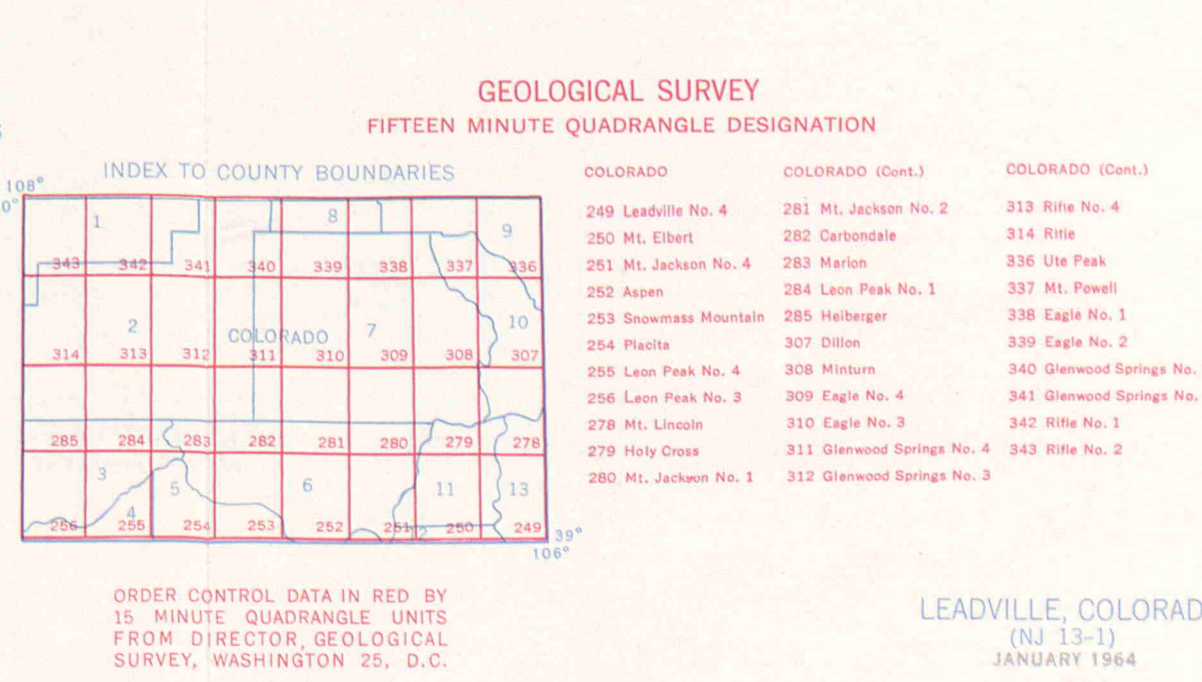 GEOLOGICAL SURVEY
FIFTEEN MINUTE QUADRANGLE DESIGNATION
INDEX TO COUNTY BOUNDARIES
108°
0°
1
8
9
343 342 341 340 339 338 337 336
2
COLORADO
7
10
314 313 312 311 310 309 308 307
285 284 283 282 281 280 279 278
3
5
6
11
13
4
12
256 255 254 253 252 251 250 249
39°
106°
COLORADO
249 Leadville No. 4
250 Mt. Elbert
251 Mt. Jackson No. 4
252 Aspen
253 Snowmass Mountain
254 Placita
255 Leon Peak No. 4
256 Leon Peak No. 3
278 Mt. Lincoln
279 Holy Cross
280 Mt. Jackson No. 1
COLORADO (Cont.)
281 Mt. Jackson No. 2
282 Carbondale
283 Marion
284 Leon Peak No. 1
285 Heiberger
307 Dillon
308 Minturn
309 Eagle No. 4
310 Eagle No. 3
311 Glenwood Springs No. 4
312 Glenwood Springs No. 3
COLORADO (Cont.)
313 Rifle No. 4
314 Rifle
336 Ute Peak
337 Mt. Powell
338 Eagle No. 1
339 Eagle No. 2
340 Glenwood Springs No.
341 Glenwood Springs No.
342 Rifle No. 1
343 Rifle No. 2
ORDER CONTROL DATA IN RED BY
15 MINUTE QUADRANGLE UNITS
FROM DIRECTOR, GEOLOGICAL
SURVEY, WASHINGTON 25, D.C.
LEADVILLE, COLORAD
(NJ 13-1)
JANUARY 1964